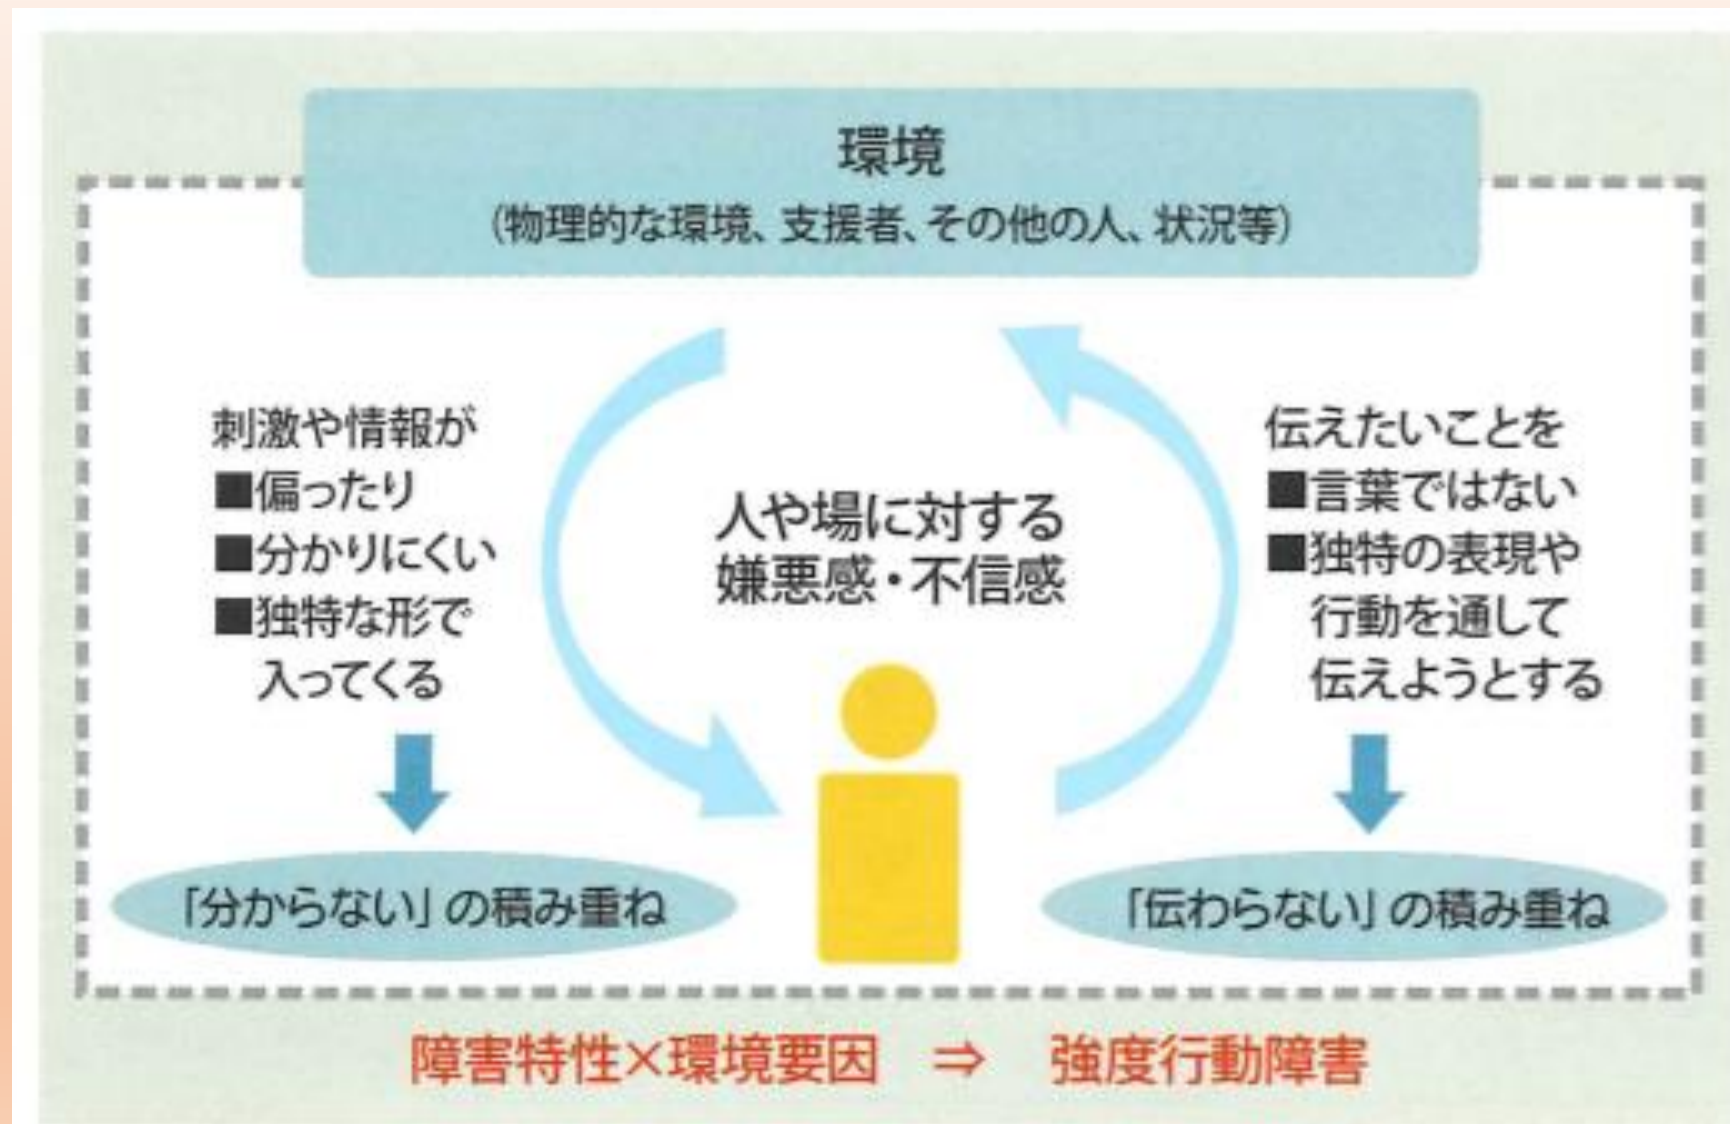 環境
(物理的な環境、支援者、その他の人、状況等)
刺激や情報が
■偏ったり
■分かりにくい
■独特な形で
入ってくる
人や場に対する
嫌悪感・不信感
伝えたいことを
■言葉ではない
■独特の表現や
行動を通して
伝えようとする
「分からない」の積み重ね
「伝わらない」の積み重ね
障害特性×環境要因 ⇒ 強度行動障害